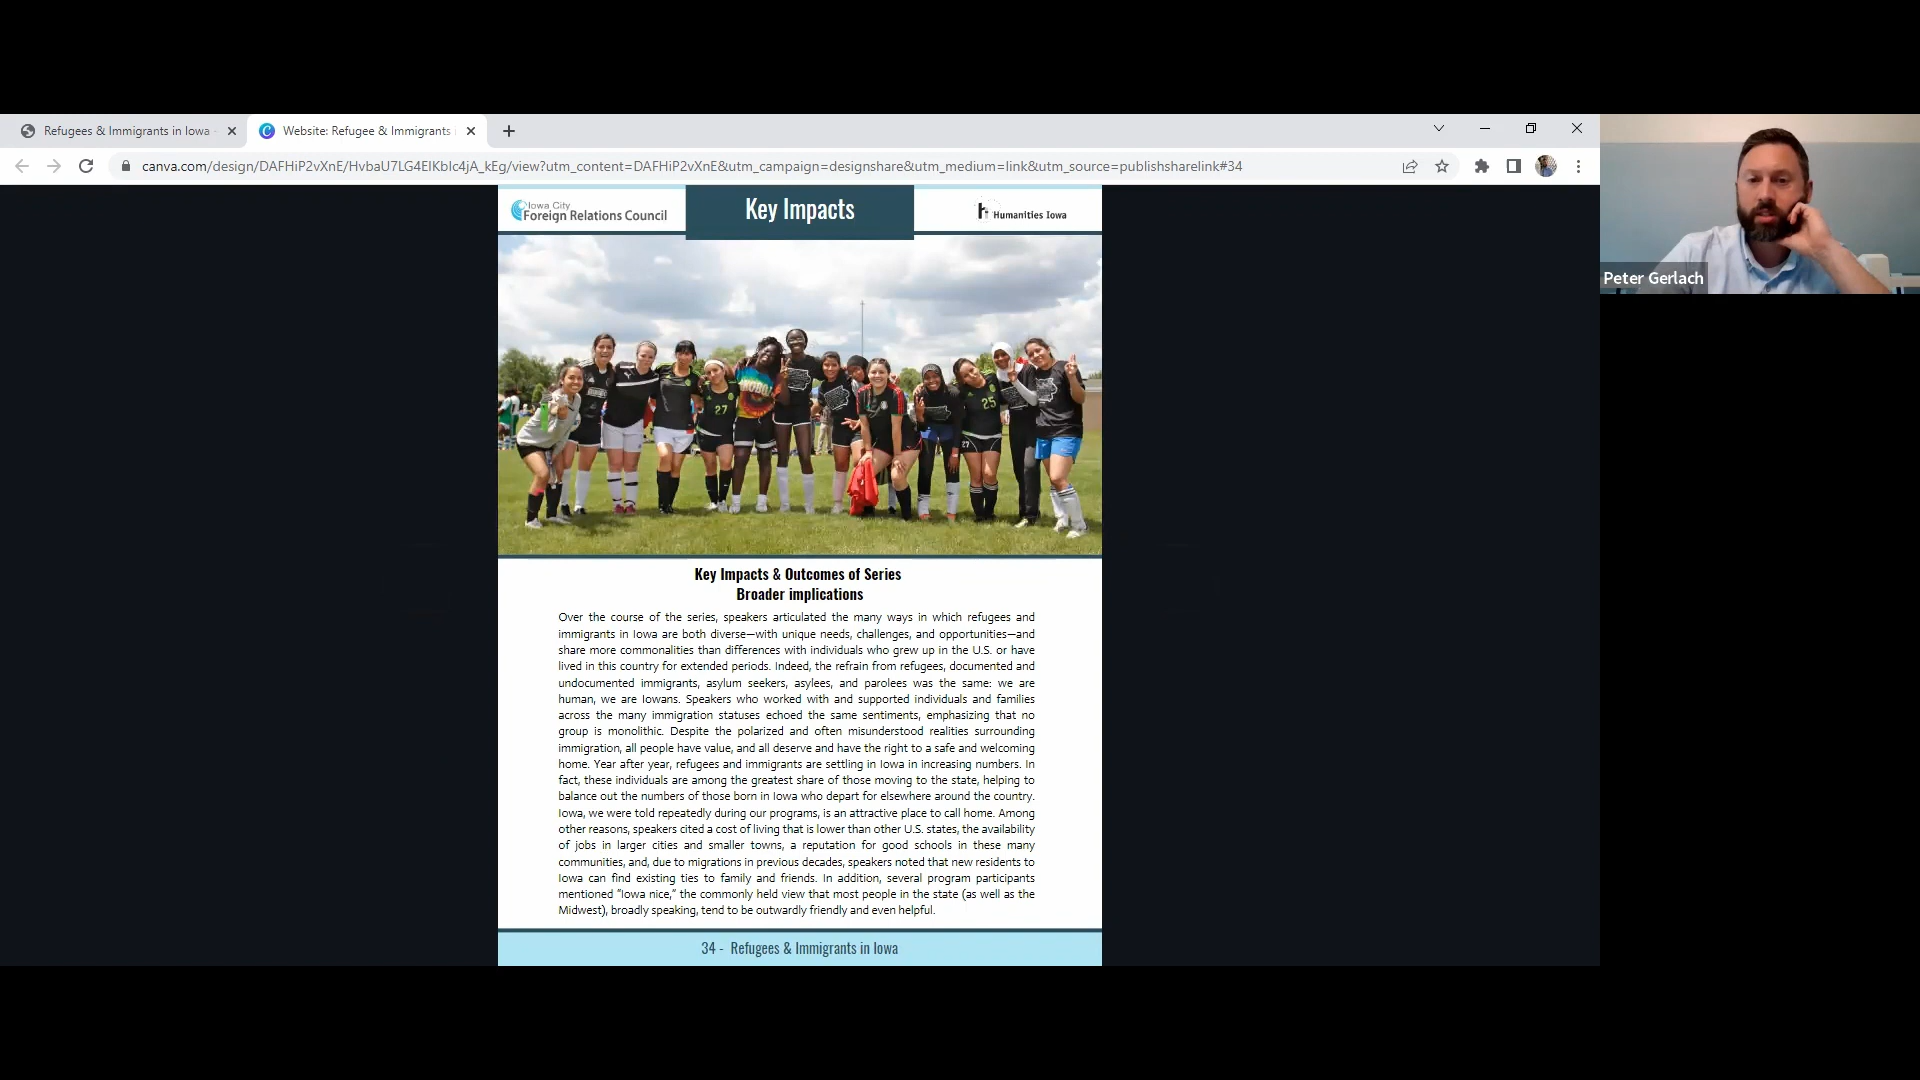 Refugees & Immigrants in Iowa
Website: Refugee & Immigrants
canva.com/design/DAFHiP2vXnE/HvbaU7LG4EIKbIc4jA_kEg/view?utm_content=DAFHiP2vXnE&utm_campaign=designshare&utm_medium=link&utm_source=publishsharelink#34
Iowa City
Foreign Relations Council
Key Impacts
Humanities Iowa
Peter Gerlach
27
25
27
Key Impacts & Outcomes of Series
Broader implications
Over the course of the series, speakers articulated the many ways in which refugees and
immigrants in Iowa are both diverse—with unique needs, challenges, and opportunities—and
share more commonalities than differences with individuals who grew up in the U.S. or have
lived in this country for extended periods. Indeed, the refrain from refugees, documented and
undocumented immigrants, asylum seekers, asylees, and parolees was the same: we are
human, we are Iowans. Speakers who worked with and supported individuals and families
across the many immigration statuses echoed the same sentiments, emphasizing that no
group is monolithic. Despite the polarized and often misunderstood realities surrounding
immigration, all people have value, and all deserve and have the right to a safe and welcoming
home. Year after year, refugees and immigrants are settling in Iowa in increasing numbers. In
fact, these individuals are among the greatest share of those moving to the state, helping to
balance out the numbers of those born in Iowa who depart for elsewhere around the country.
Iowa, we were told repeatedly during our programs, is an attractive place to call home. Among
other reasons, speakers cited a cost of living that is lower than other U.S. states, the availability
of jobs in larger cities and smaller towns, a reputation for good schools in these many
communities, and, due to migrations in previous decades, speakers noted that new residents to
Iowa can find existing ties to family and friends. In addition, several program participants
mentioned “Iowa nice,” the commonly held view that most people in the state (as well as the
Midwest), broadly speaking, tend to be outwardly friendly and even helpful.
34 - Refugees & Immigrants in Iowa